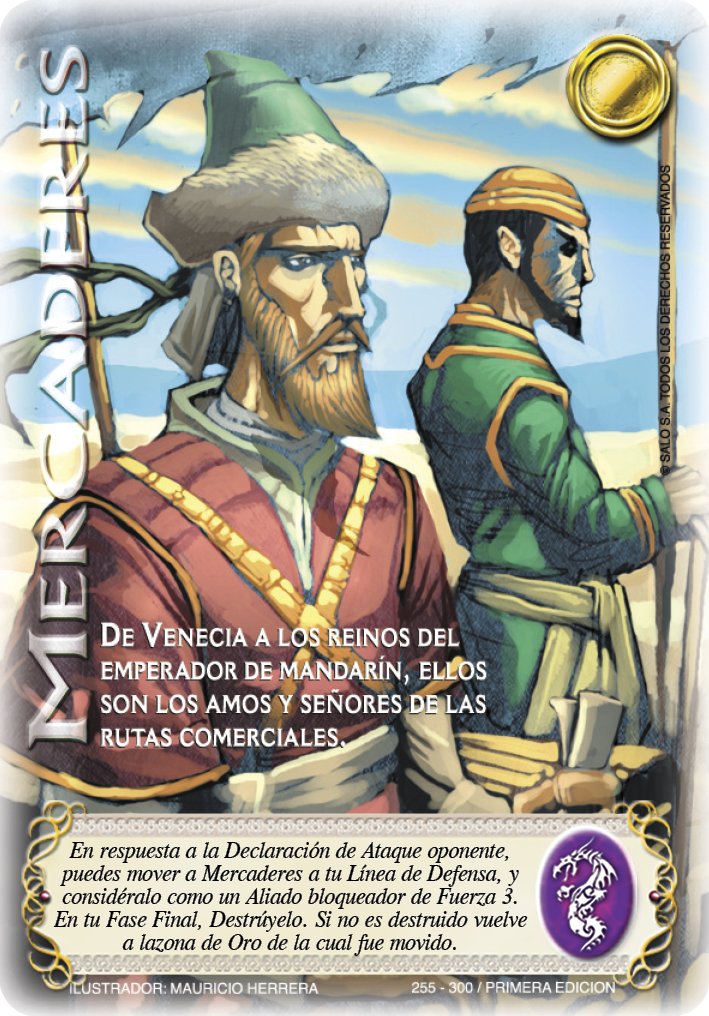 MERCADERES
© SALO S.A. TODOS LOS DERECHOS RESERVADOS
DE VENECIA A LOS REINOS DEL
EMPERADOR DE MANDARÍN, ELLOS
SON LOS AMOS Y SEÑORES DE LAS
RUTAS COMERCIALES.
En respuesta a la Declaración de Ataque oponente,
puedes mover a Mercaderes a tu Línea de Defensa, y
considéralo como un Aliado bloqueador de Fuerza 3.
En tu Fase Final, Destrúyelo. Si no es destruido vuelve
a lazona de Oro de la cual fue movido.
ILUSTRADOR: MAURICIO HERRERA
255 - 300 / PRIMERA EDICION